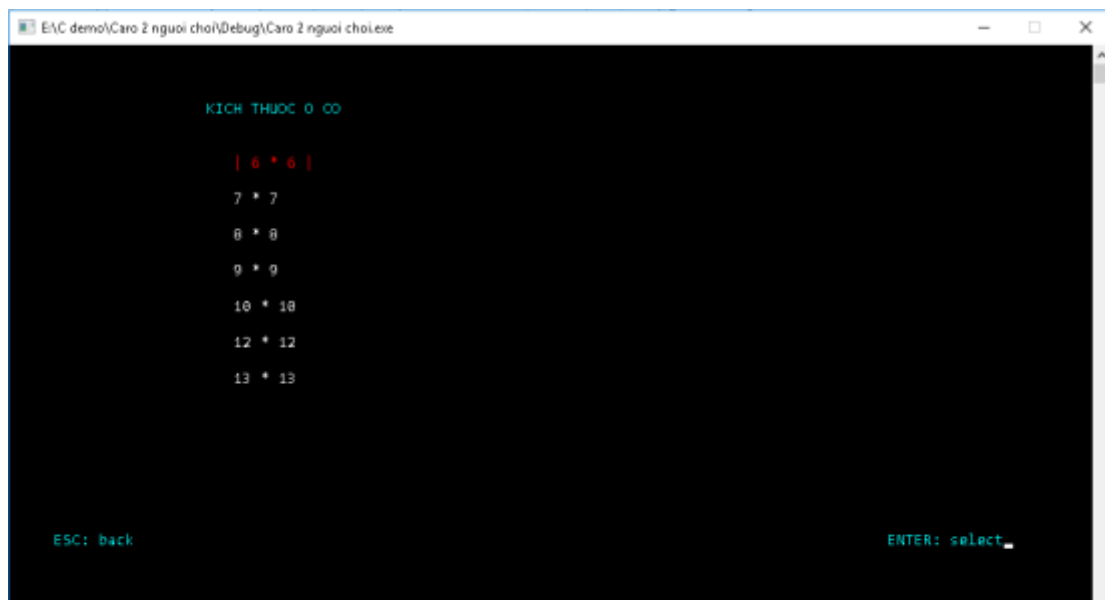 E:\C demo\Caro 2 nguoi choi\Debug\Caro 2 nguoi choi.exe
KICH THUOC O CO
| 6 * 6 |
7 * 7
8 * 8
9 * 9
10 * 10
12 * 12
13 * 13
ESC: back ENTER: select